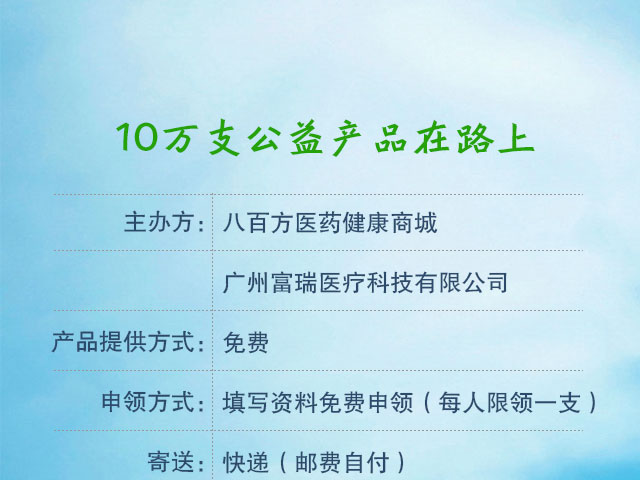 10万支公益产品在路上
主办方：八百方医药健康商城
广州富瑞医疗科技有限公司
产品提供方式：免费
申领方式：填写资料免费申领（每人限领一支）
寄送：快递（邮费自付）